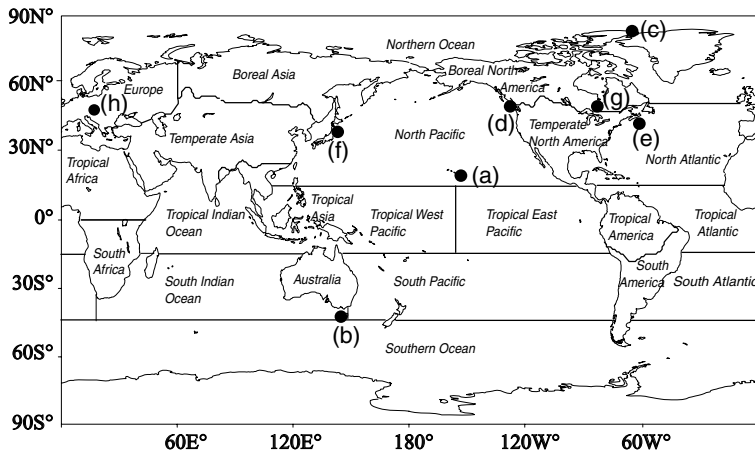 90N°
(c)
Northern Ocean
Boreal Asia
Boreal North
America
60N°
Europe
(h)
(g)
(d)
Temperate
North America
(e)
(f)
Temperate Asia
North Pacific
30N°
North Atlantic
Tropical
Africa
(a)
0°
Tropical Indian
Ocean
Tropical
Asia
Tropical West
Pacific
Tropical East
Pacific
Tropical
America
Tropical
Atlantic
South
Africa
South Indian
Ocean
Australia
South Pacific
South
America
South Atlantic
30S°
(b)
Southern Ocean
60S°
90S°
60E°
120E°
180°
120W°
60W°